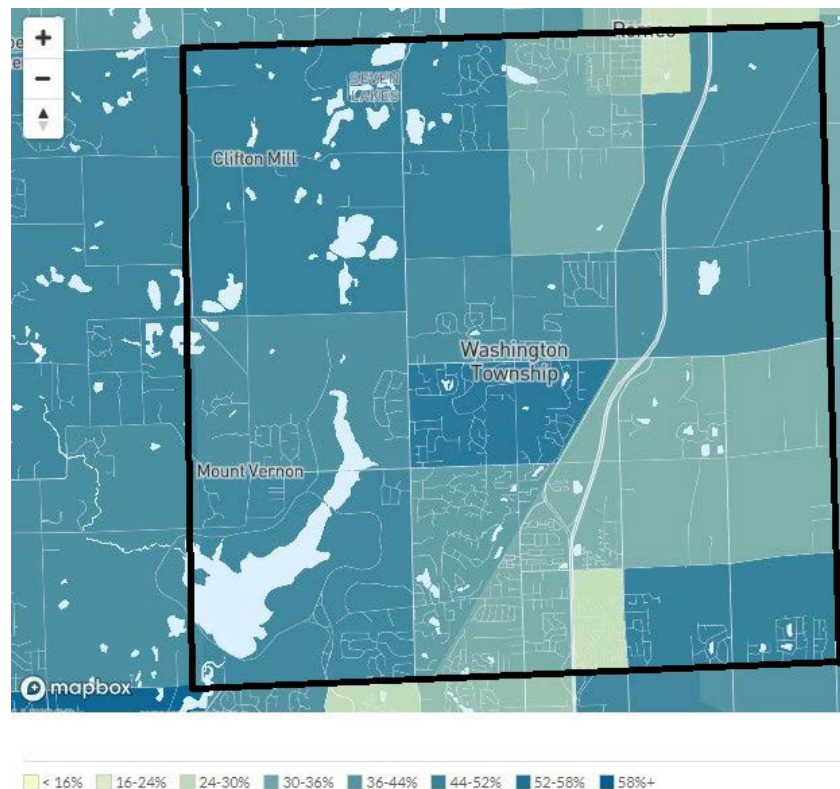 Romeo
SEVEN
LAKES
Clifton Mill
Washington
Township
Mount Vernon
mapbox
< 16% 16-24% 24-30% 30-36% 36-44% 44-52% 52-58% 58%+